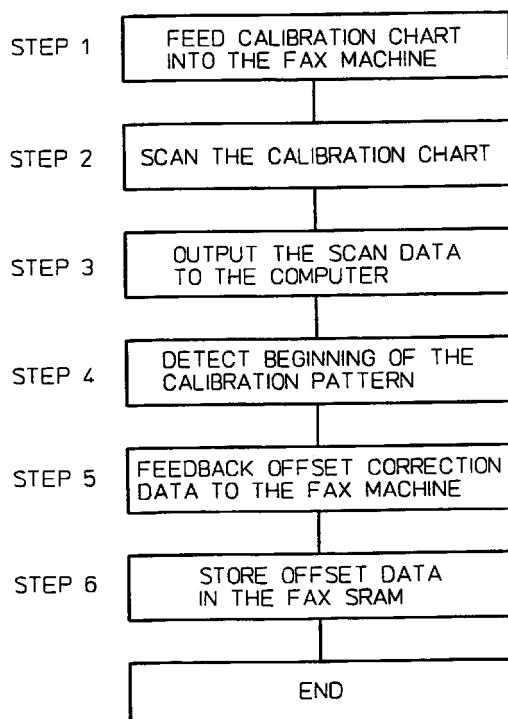 STEP 1
FEED CALIBRATION CHART
INTO THE FAX MACHINE
STEP 2
SCAN THE CALIBRATION CHART
STEP 3
OUTPUT THE SCAN DATA
TO THE COMPUTER
STEP 4
DETECT BEGINNING OF THE
CALIBRATION PATTERN
STEP 5
FEEDBACK OFFSET CORRECTION
DATA TO THE FAX MACHINE
STEP 6
STORE OFFSET DATA
IN THE FAX SRAM
END